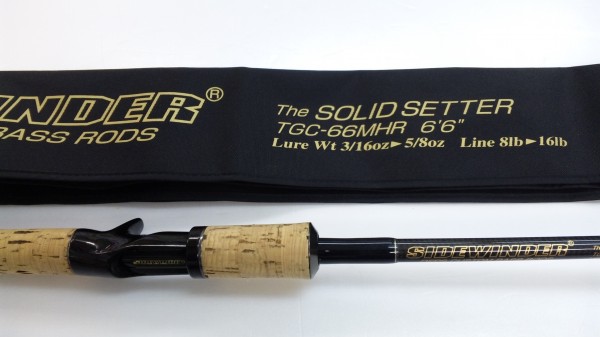 INDER®
The SOLID SETTER
BASS RODS
TGC-66MHR 6'6"
Lure Wt 3/16oz►5/8oz Line 8lb►16lb
SIDEWINDER®